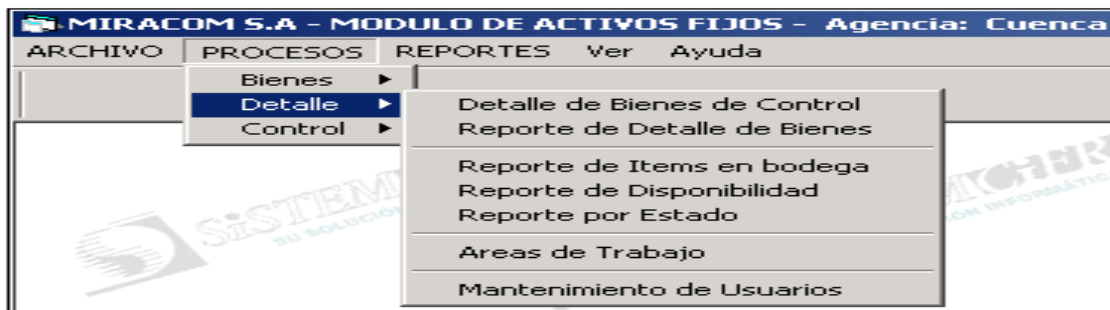 MIRACOM S.A - MODULO DE ACTIVOS FIJOS - Agencia: Cuenca
ARCHIVO PROCESOS REPORTES Ver Ayuda
Bienes
Detalle
Control
Detalle de Bienes de Control
Reporte de Detalle de Bienes
Reporte de Items en bodega
Reporte de Disponibilidad
Reporte por Estado
Areas de Trabajo
Mantenimiento de Usuarios
SU